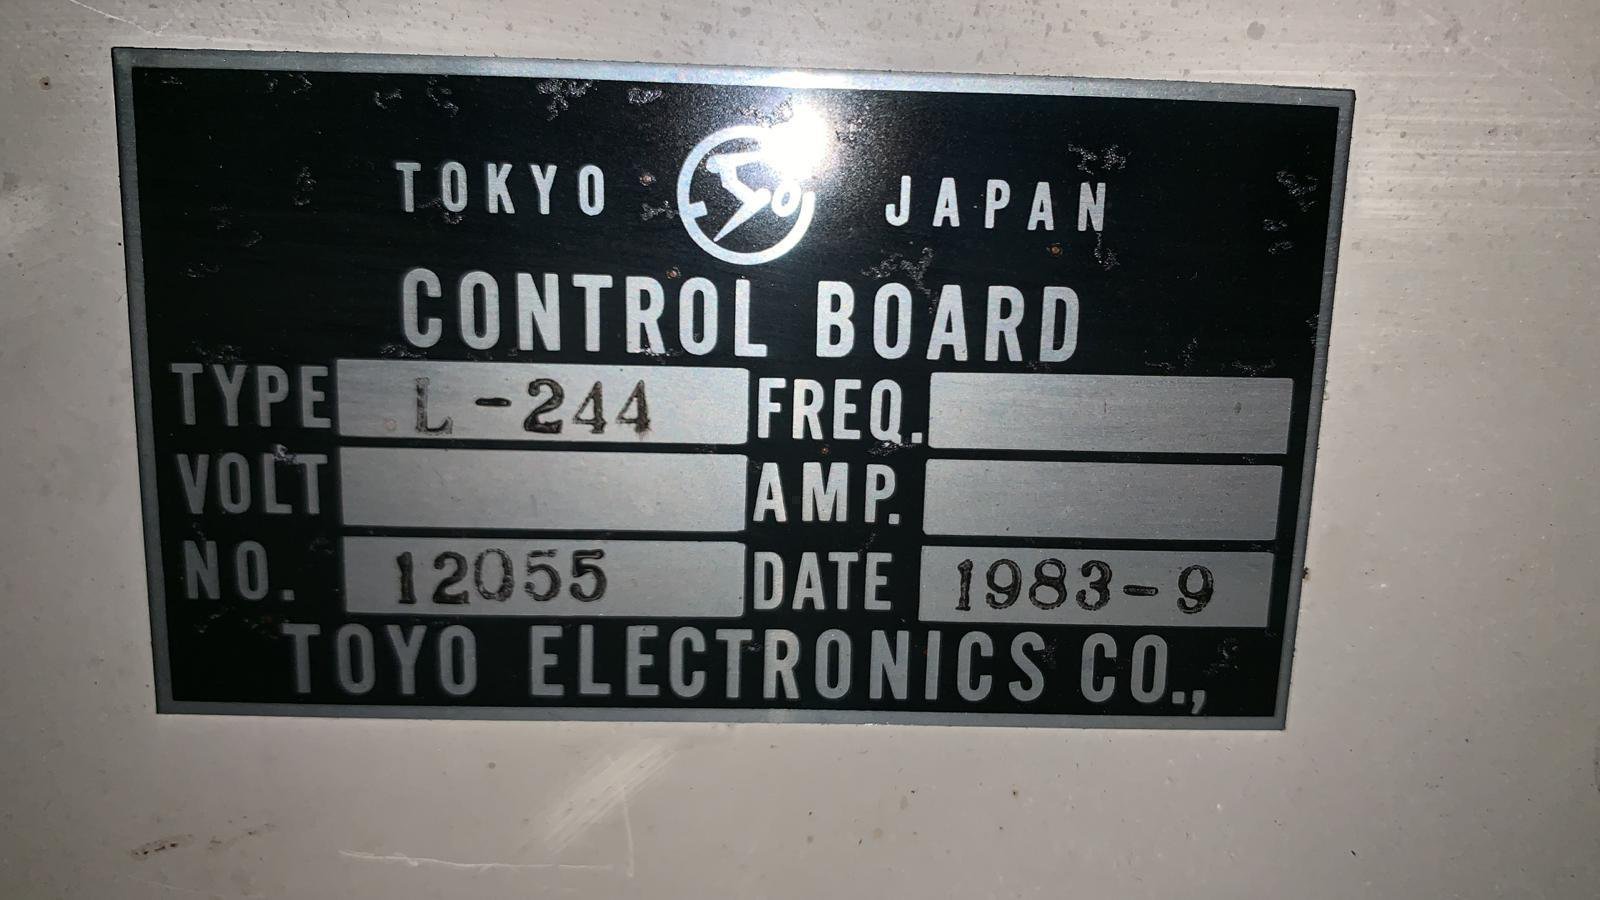 TOKYO JAPAN
CONTROL BOARD
TYPE L-244 FREQ.
VOLT AMP.
NO. 12055 DATE 1983-9
TOYO ELECTRONICS CO.,